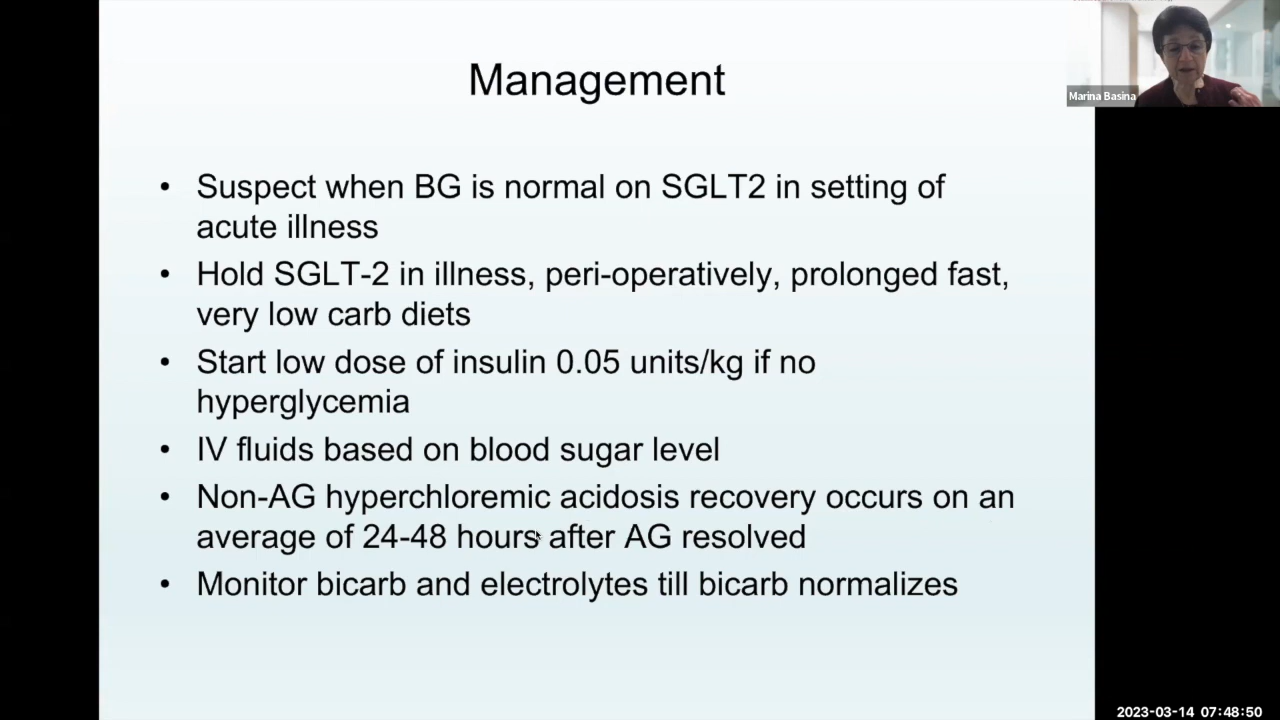 Management
• Suspect when BG is normal on SGLT2 in setting of
acute illness
• Hold SGLT-2 in illness, peri-operatively, prolonged fast,
very low carb diets
• Start low dose of insulin 0.05 units/kg if no
hyperglycemia
• IV fluids based on blood sugar level
• Non-AG hyperchloremic acidosis recovery occurs on an
average of 24-48 hours after AG resolved
• Monitor bicarb and electrolytes till bicarb normalizes
Marina Basina
2023-03-14 07:48:50